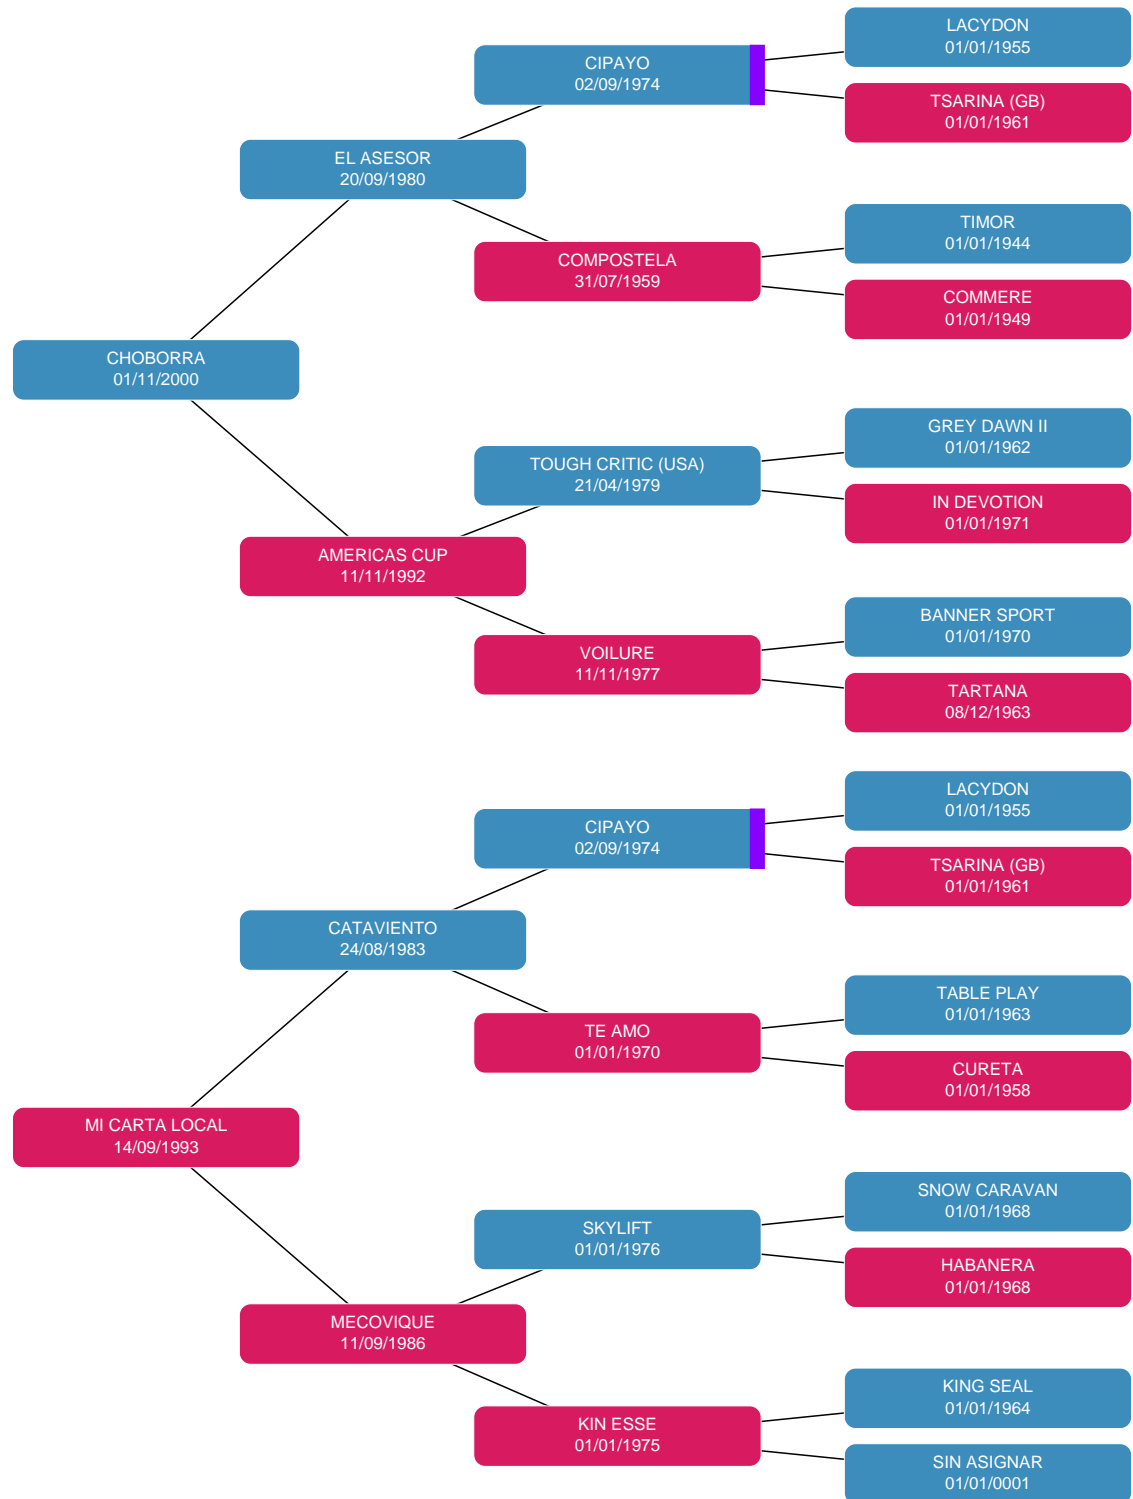 LACYDON
01/01/1955
CIPAYO
02/09/1974
TSARINA (GB)
01/01/1961
EL ASESOR
20/09/1980
TIMOR
01/01/1944
COMPOSTELA
31/07/1959
COMMERE
01/01/1949
CHOBORRA
01/11/2000
GREY DAWN II
01/01/1962
TOUGH CRITIC (USA)
21/04/1979
IN DEVOTION
01/01/1971
AMERICAS CUP
11/11/1992
BANNER SPORT
01/01/1970
VOILURE
11/11/1977
TARTANA
08/12/1963
LACYDON
01/01/1955
CIPAYO
02/09/1974
TSARINA (GB)
01/01/1961
CATAVIENTO
24/08/1983
TABLE PLAY
01/01/1963
TE AMO
01/01/1970
CURETA
01/01/1958
MI CARTA LOCAL
14/09/1993
SNOW CARAVAN
01/01/1968
SKYLIFT
01/01/1976
HABANERA
01/01/1968
MECOVIQUE
11/09/1986
KING SEAL
01/01/1964
KIN ESSE
01/01/1975
SIN ASIGNAR
01/01/0001